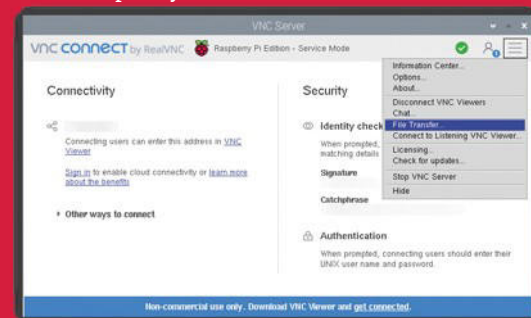 VNC Server
VNC CONNECT by RealVNC Raspberry Pi Edition - Service Mode
Information Center...
Options...
About...
Disconnect VNC Viewers
Chat...
File Transfer...
Connect to Listening VNC Viewer...
Licensing...
Check for updates...
Stop VNC Server
Hide
Connectivity
Connecting users can enter this address in VNC
Viewer
Sign in to enable cloud connectivity or learn more
about the benefits
Other ways to connect
Security
Identity check
When prompted,
matching details
Signature
Catchphrase
Authentication
When prompted, connecting users should enter their
UNIX user name and password.
Non-commercial use only. Download VNC Viewer and get connected.